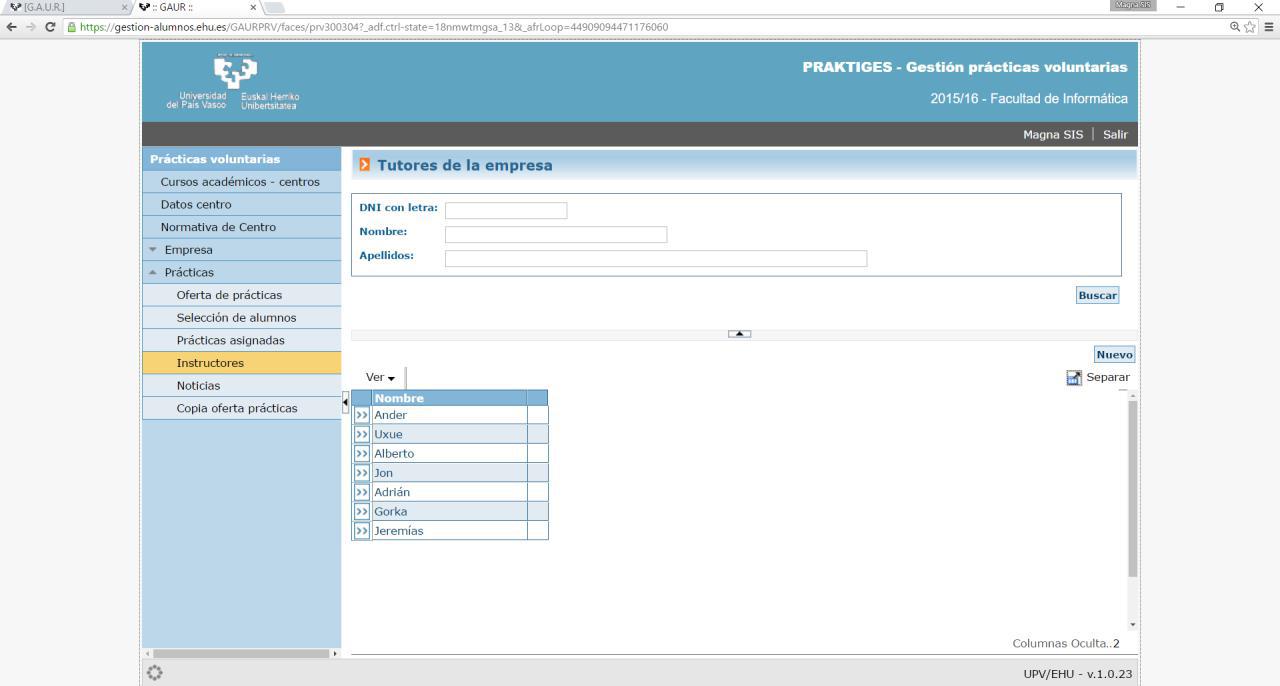 [G.A.U.R.]
:: GAUR ::
Magna SIS
https://gestion-alumnos.ehu.es/GAURPRV/faces/prv300304?_adf.ctrl-state=18nmwtmgsa_13&_afrLoop=44909094471176060
Universidad del País Vasco
Euskal Herriko Unibertsitatea
PRAKTIGES - Gestión prácticas voluntarias
2015/16 - Facultad de Informática
Magna SIS | Salir
Prácticas voluntarias
Cursos académicos - centros
Datos centro
Normativa de Centro
Empresa
Prácticas
Oferta de prácticas
Selección de alumnos
Prácticas asignadas
Instructores
Noticias
Copia oferta prácticas
Tutores de la empresa
DNI con letra:
Nombre:
Apellidos:
Buscar
Nuevo
Ver
Separar
Nombre
>> Ander
>> Uxue
>> Alberto
>> Jon
>> Adrián
>> Gorka
>> Jeremías
Columnas Oculta..2
UPV/EHU - v.1.0.23